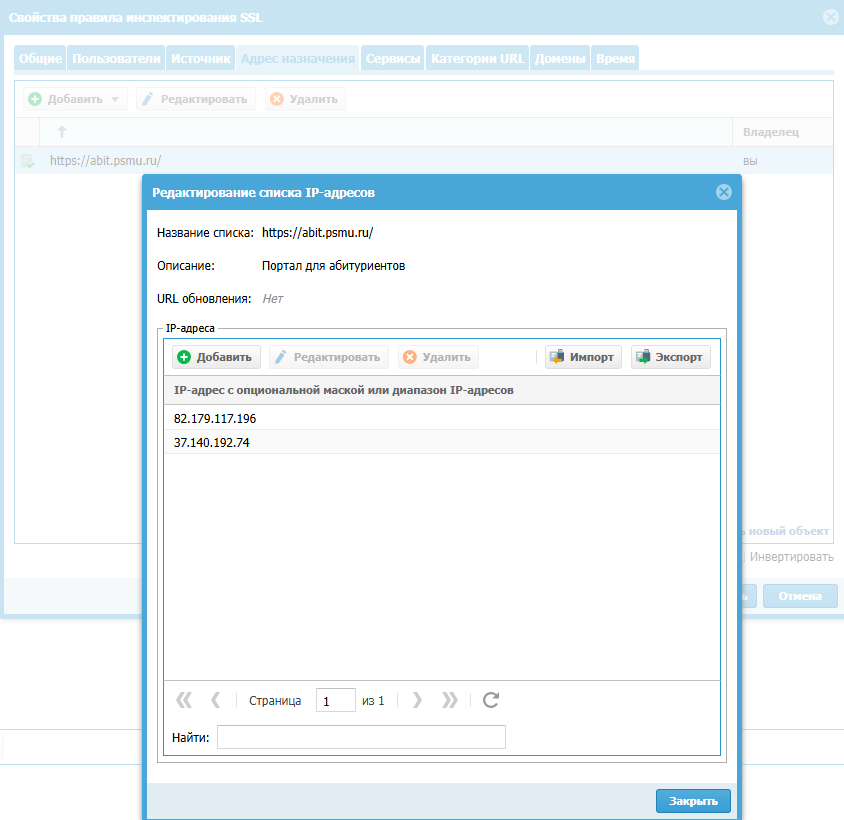 Свойства правила инспектирования SSL
Общие Пользователи Источник Адрес назначения Сервисы Категории URL Домены Время
Добавить Редактировать Удалить
Владелец
https://abit.psmu.ru/ вы
Редактирование списка IP-адресов
Название списка: https://abit.psmu.ru/
Описание: Портал для абитуриентов
URL обновления: Нет
IP-адреса
Добавить Редактировать Удалить Импорт Экспорт
IP-адрес с опциональной маской или диапазон IP-адресов
82.179.117.196
37.140.192.74
новый объект
Инвертировать
Отмена
Страница 1 из 1
Найти:
Закрыть